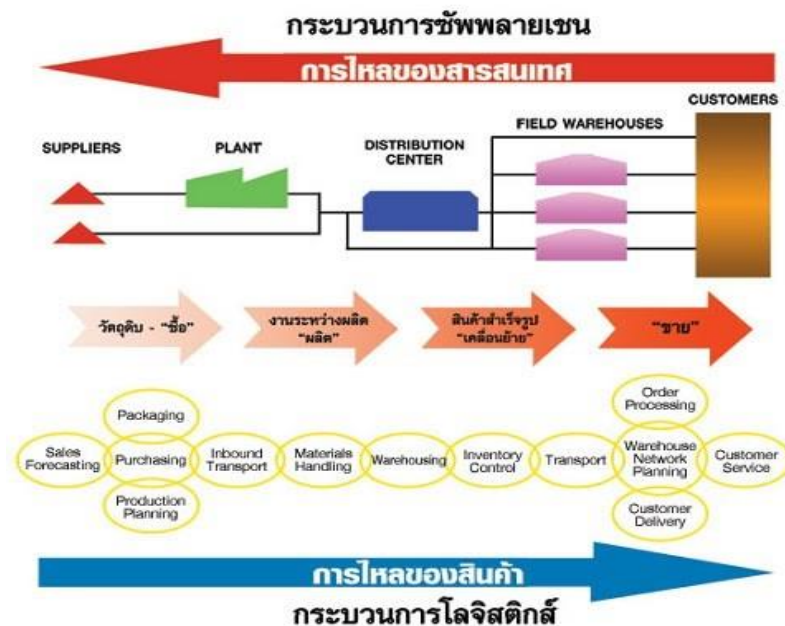 กระบวนการซัพพลายเชน
การไหลของสารสนเทศ
CUSTOMERS
FIELD WAREHOUSES
DISTRIBUTION
CENTER
SUPPLIERS
PLANT
วัตถุดิบ - “ซื้อ”
งานระหว่างผลิต
“ผลิต”
สินค้าสำเร็จรูป
“เคลื่อนย้าย”
“ขาย”
Order
Processing
Packaging
Sales
Forecasting
Purchasing
Inbound
Transport
Materials
Handling
Warehousing
Inventory
Control
Transport
Warehouse
Network
Planning
Customer
Service
Production
Planning
Customer
Delivery
การไหลของสินค้า
กระบวนการโลจิสติกส์